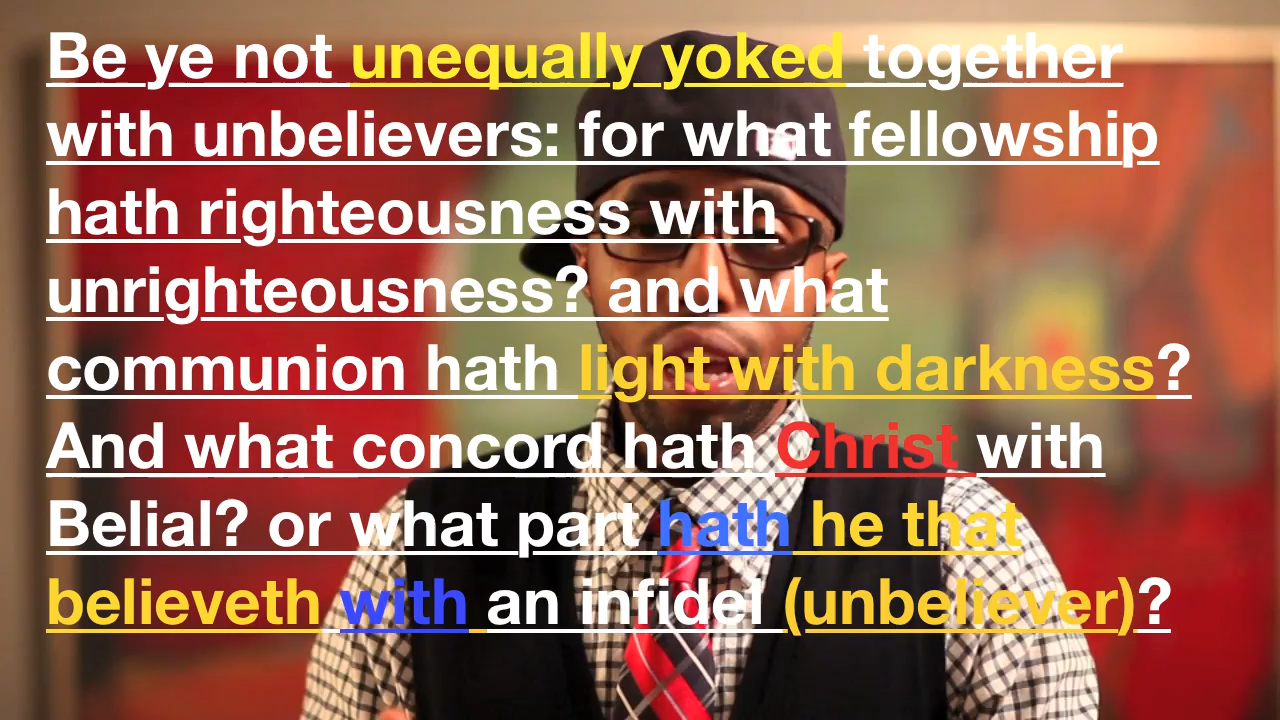 Be ye not unequally yoked together
with unbelievers: for what fellowship
hath righteousness with
unrighteousness? and what
communion hath light with darkness?
And what concord hath Christ with
Belial? or what part hath he that
believeth with an infidel (unbeliever)?